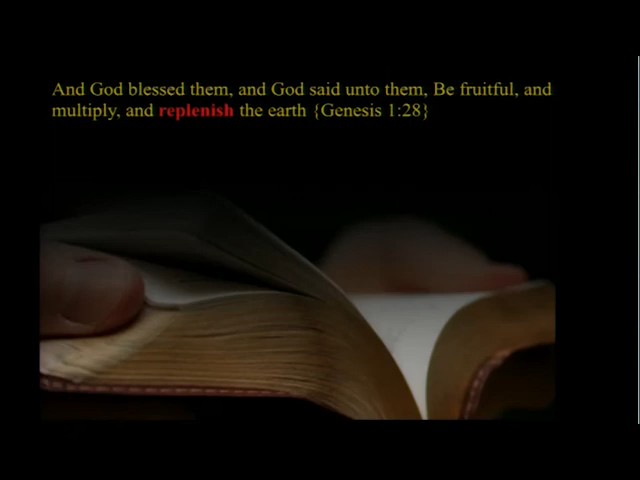 And God blessed them, and God said unto them, Be fruitful, and
multiply, and replenish the earth {Genesis 1:28}